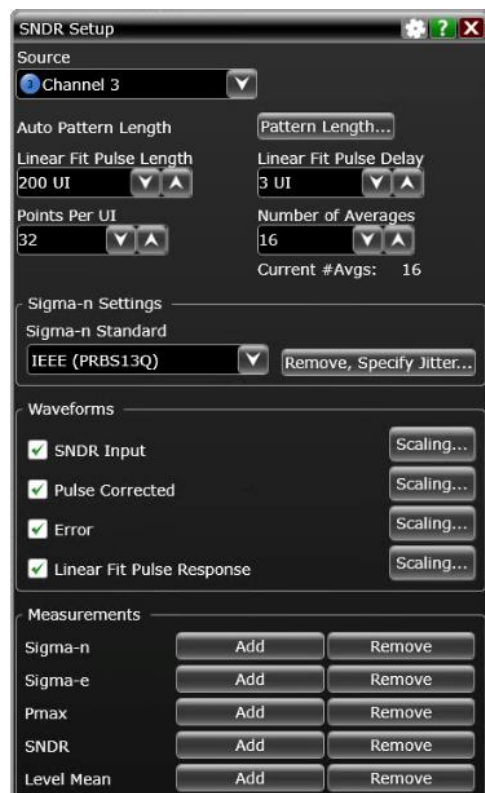 SNDR Setup ?
Source
3 Channel 3
Auto Pattern Length Pattern Length...
Linear Fit Pulse Length Linear Fit Pulse Delay
200 UI 3 UI
Points Per UI Number of Averages
32 16
Current #Avgs: 16
Sigma-n Settings
Sigma-n Standard
IEEE (PRBS13Q) Remove, Specify Jitter...
Waveforms
SNDR Input Scaling...
Pulse Corrected Scaling...
Error Scaling...
Linear Fit Pulse Response Scaling...
Measurements
Sigma-n Add Remove
Sigma-e Add Remove
Pmax Add Remove
SNDR Add Remove
Level Mean Add Remove